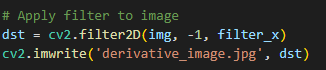 # Apply filter to image
dst = cv2.filter2D(img, -1, filter_x)
cv2.imwrite('derivative_image.jpg', dst)